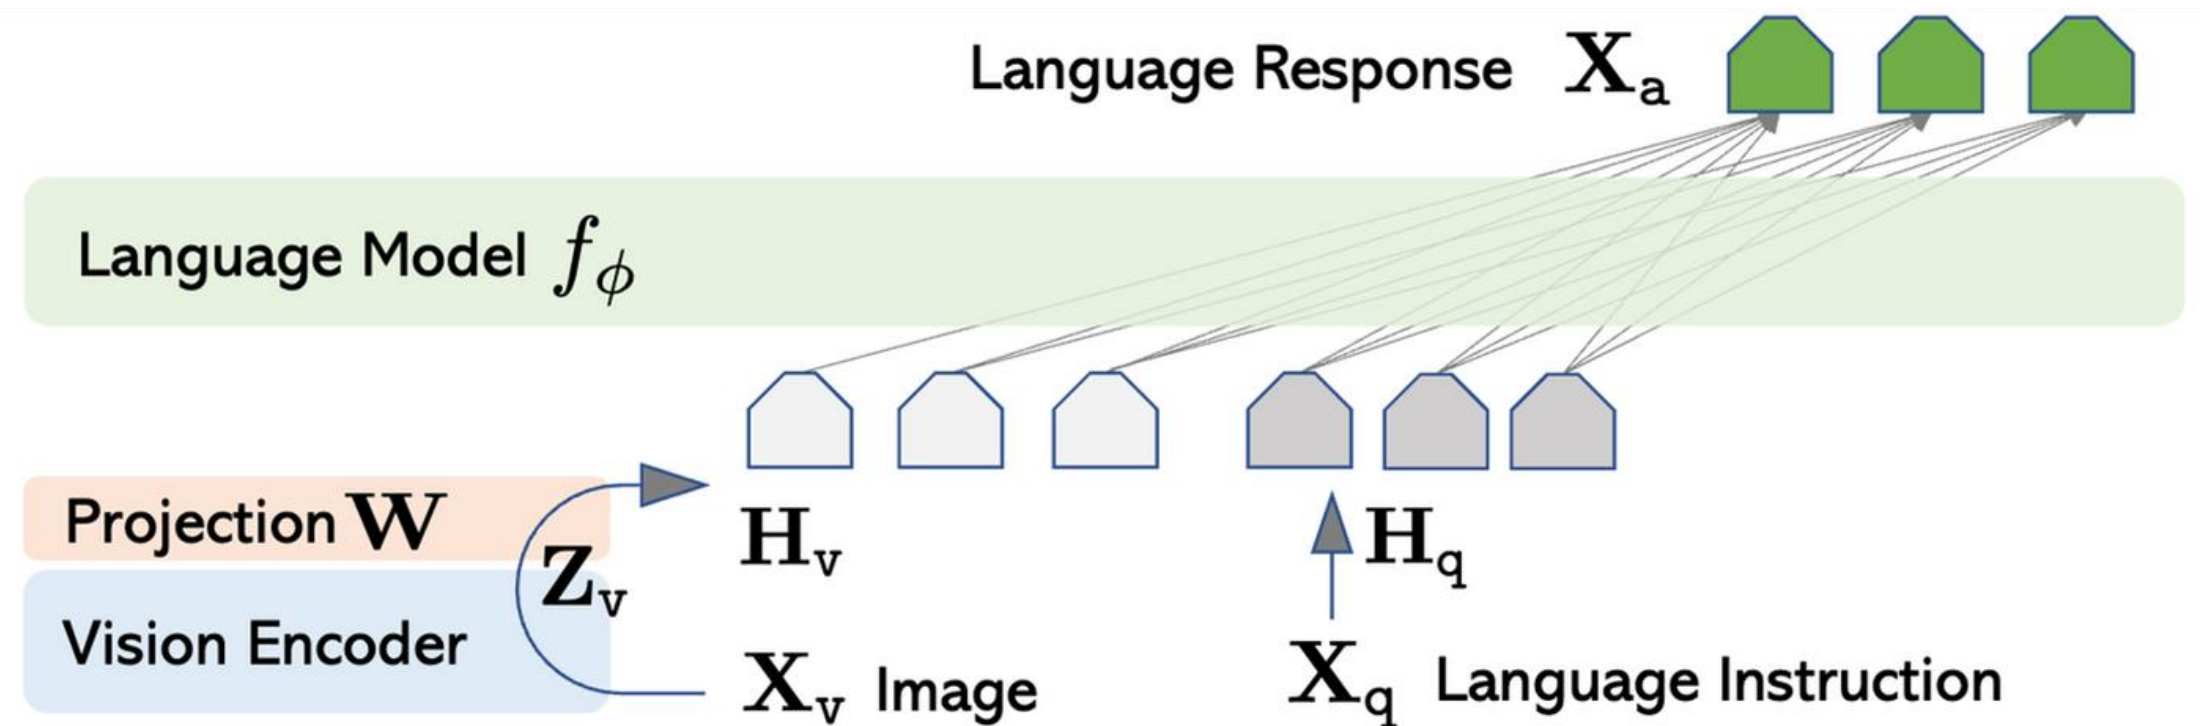 Language Response X_a
Language Model f_ϕ
Projection W
Z_v
H_v
H_q
Vision Encoder
X_v Image
X_q Language Instruction